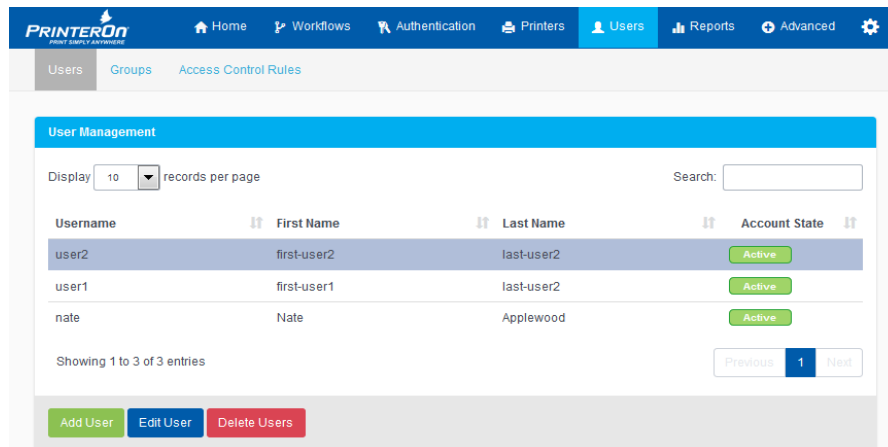 PRINTERON Home Workflows Authentication Printers Users Reports Advanced
PRINT SIMPLY ANYWHERE
Users Groups Access Control Rules
User Management
Display 10 records per page Search:
Username First Name Last Name Account State
user2 first-user2 last-user2 Active
user1 first-user1 last-user2 Active
nate Nate Applewood Active
Showing 1 to 3 of 3 entries Previous 1 Next
Add User Edit User Delete Users